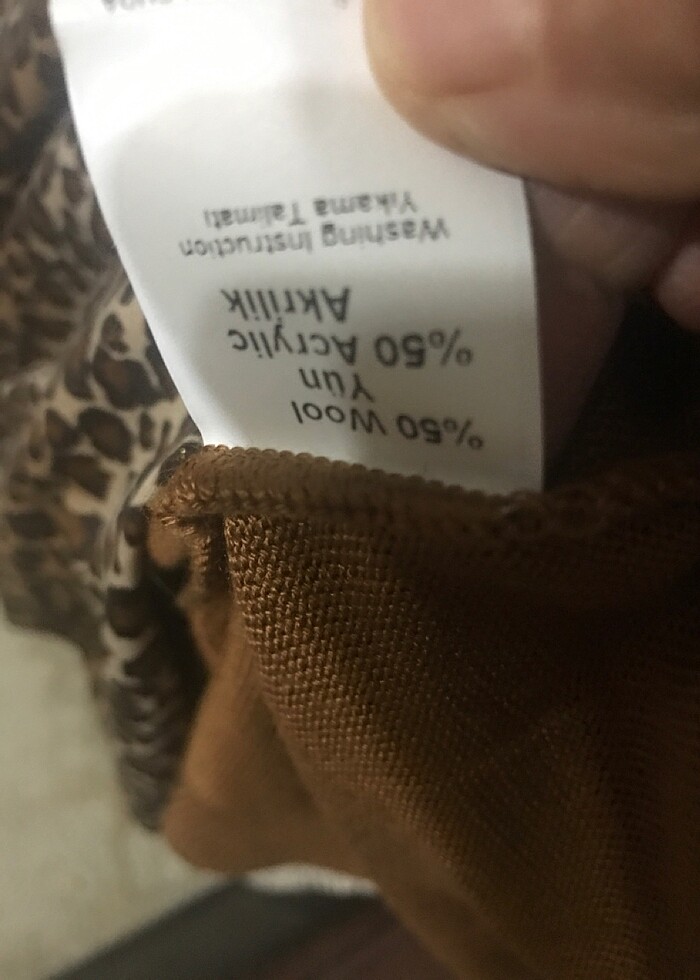 %50 Wool
Yün
%50 Acrylic
Akrilik
Washing Instruction
Yıkama Talimatı